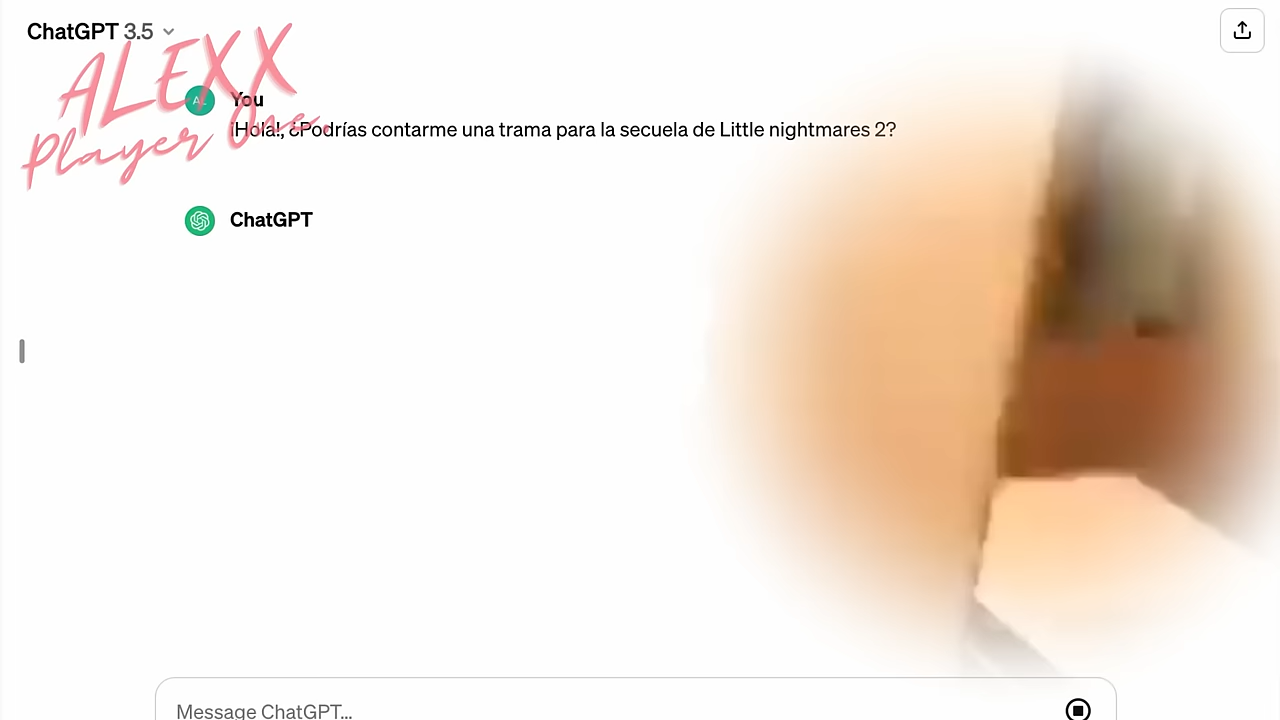 ChatGPT 3.5
ALEXX
Player One.
AL
You
¡Hola!, ¿Podrías contarme una trama para la secuela de Little nightmares 2?
ChatGPT
Message ChatGPT...